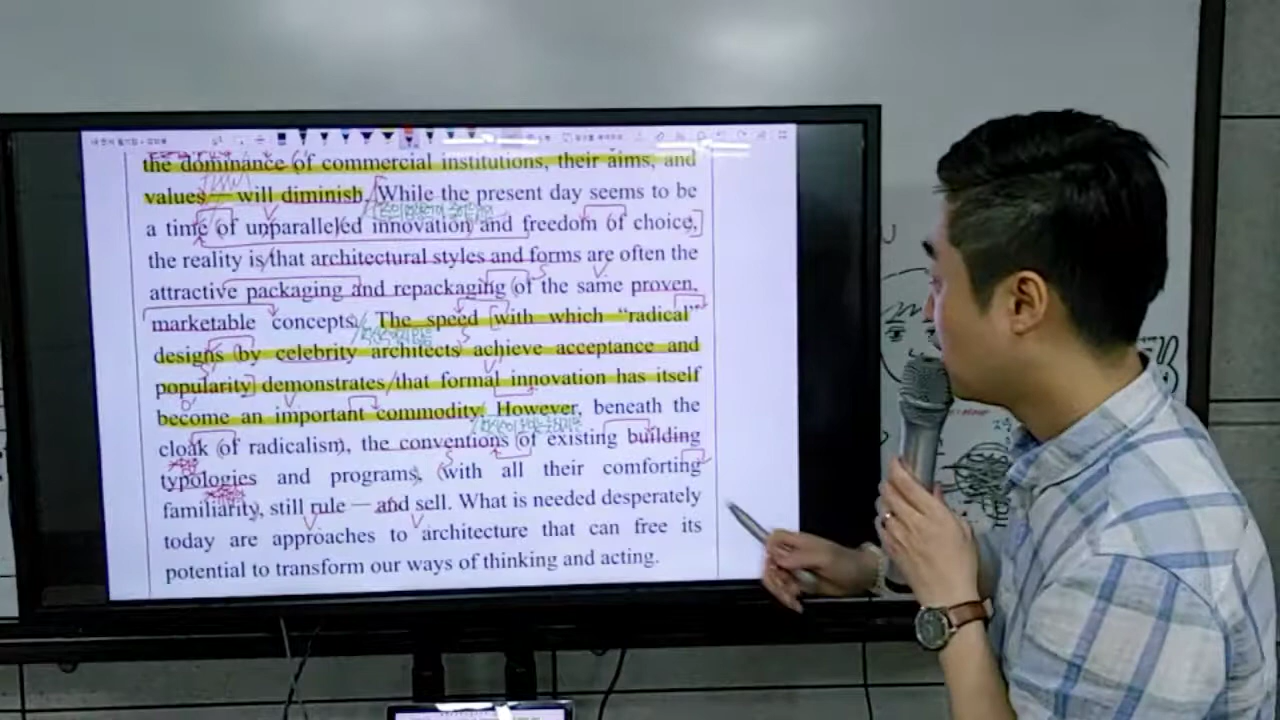 the dominance of commercial institutions, their aims, and
values — will diminish. While the present day seems to be
a time of unparalleled innovation and freedom of choice,
the reality is that architectural styles and forms are often the
attractive packaging and repackaging of the same proven,
marketable concepts. The speed with which “radical”
designs by celebrity architects achieve acceptance and
popularity demonstrates that formal innovation has itself
become an important commodity. However, beneath the
cloak of radicalism, the conventions of existing building
typologies and programs, with all their comforting
familiarity, still rule — and sell. What is needed desperately
today are approaches to architecture that can free its
potential to transform our ways of thinking and acting.